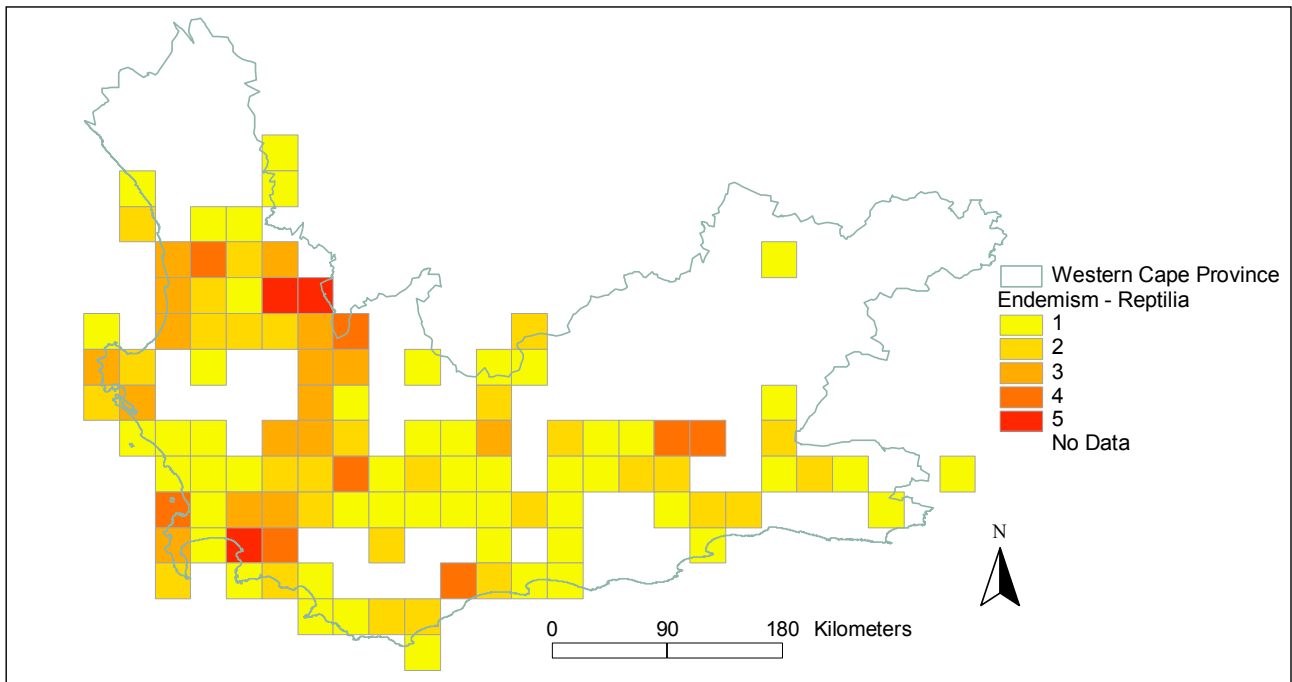 Western Cape Province
Endemism - Reptilia
1
2
3
4
5
No Data
N
0 90 180 Kilometers